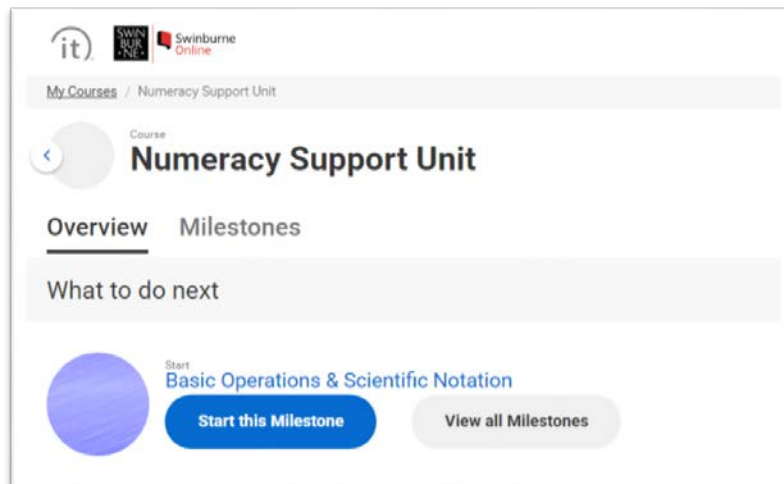 it
SWIN
BUR
•NE•
Swinburne
Online
My Courses / Numeracy Support Unit
Course
Numeracy Support Unit
Overview Milestones
What to do next
Start
Basic Operations & Scientific Notation
Start this Milestone View all Milestones